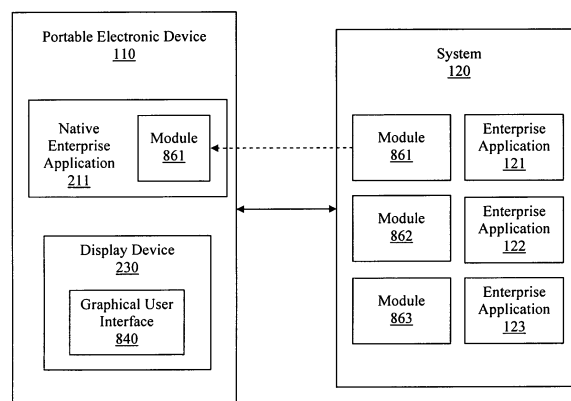 Portable Electronic Device
110
Native
Enterprise
Application
211
Module
861
Display Device
230
Graphical User
Interface
840
System
120
Module
861
Enterprise
Application
121
Module
862
Enterprise
Application
122
Module
863
Enterprise
Application
123